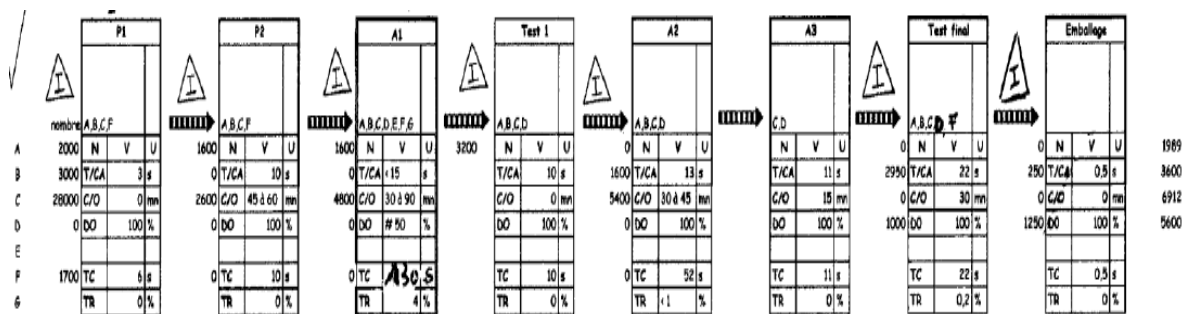 P1 P2 A1 Test 1 A2 A3 Test final Emballage
I I I I I I I
nombre A,B,C,F A,B,C,F A,B,C,D,E,F,G A,B,C,D A,B,C,D C,D A,B,C,D,F
A 2000 N V U 1600 N V U 1600 N V U 3200 N V U 0 N V U N V U 0 N V U 0 N V U 1989
B 3000 T/CA 3 s 0 T/CA 10 s 0 T/CA <15 s T/CA 10 s 1600 T/CA 13 s T/CA 11 s 2950 T/CA 22 s 250 T/CA 0,5 s 3600
C 28000 C/O 0 mn 2600 C/O 45 à 60 mn 4800 C/O 30 à 90 mn C/O 0 mn 5400 C/O 30 à 45 mn C/O 15 mn 0 C/O 30 mn 0 C/O 0 mn 6912
D 0 DO 100 % 0 DO 100 % 0 DO # 50 % DO 100 % 0 DO 100 % DO 100 % 1000 DO 100 % 1250 DO 100 % 5600
E
F 1700 TC 6 s 0 TC 10 s 0 TC 130 s TC 10 s 0 TC 52 s TC 11 s TC 22 s TC 0,5 s
G TR 0 % TR 0 % TR 4 % TR 0 % TR <1 % TR 0 % TR 0,2 % TR 0 %